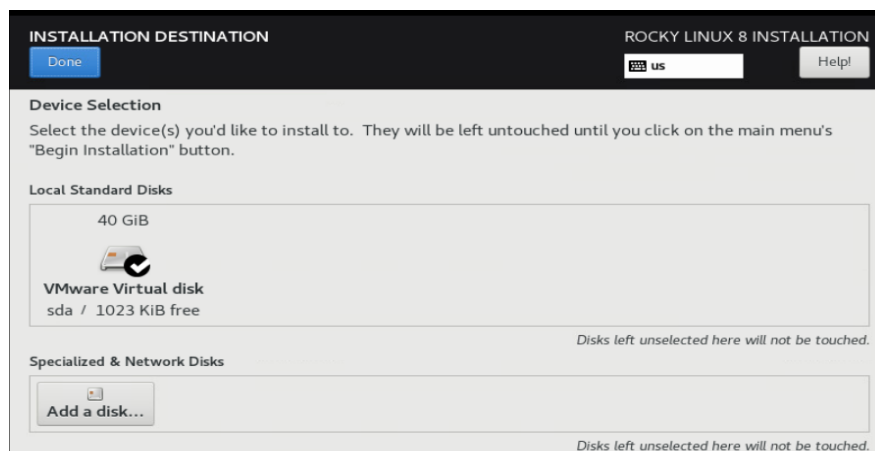 INSTALLATION DESTINATION
ROCKY LINUX 8 INSTALLATION
Done
us
Help!
Device Selection
Select the device(s) you'd like to install to.  They will be left untouched until you click on the main menu's
"Begin Installation" button.
Local Standard Disks
40 GiB
VMware Virtual disk
sda / 1023 KiB free
Disks left unselected here will not be touched.
Specialized & Network Disks
Add a disk...
Disks left unselected here will not be touched.